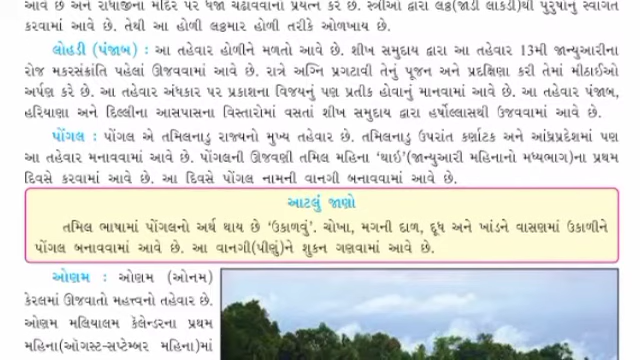 આવે છે અને રાધાજીના મંદિર પર ધજા ચઢાવવાનો પ્રયત્ન કરે છે. સ્ત્રીઓ દ્વારા લઠ્ઠ(જાડી લાકડી)થી પુરુષોનું સ્વાગત
કરવામાં આવે છે. તેથી આ હોળી લઠ્ઠમાર હોળી તરીકે ઓળખાય છે.
લોહડી (પંજાબ) : આ તહેવાર હોળીને મળતો આવે છે. શીખ સમુદાય દ્વારા આ તહેવાર 13મી જાન્યુઆરીના
રોજ મકરસંક્રાંતિ પહેલાં ઊજવવામાં આવે છે. રાત્રે અગ્નિ પ્રગટાવી તેનું પૂજન અને પ્રદક્ષિણા કરી તેમાં મીઠાઈઓ
અર્પણ કરે છે. આ તહેવાર અંધકાર પર પ્રકાશના વિજયનું પણ પ્રતીક હોવાનું માનવામાં આવે છે. આ તહેવાર પંજાબ,
હરિયાણા અને દિલ્લીના આસપાસના વિસ્તારોમાં વસતાં શીખ સમુદાય દ્વારા હર્ષોલ્લાસથી ઉજવવામાં આવે છે.
પોંગલ : પોંગલ એ તમિલનાડુ રાજ્યનો મુખ્ય તહેવાર છે. તમિલનાડુ ઉપરાંત કર્ણાટક અને આંધ્રપ્રદેશમાં પણ
આ તહેવાર મનાવવામાં આવે છે. પોંગલની ઊજવણી તમિલ મહિના ‘થાઈ’(જાન્યુઆરી મહિનાનો મધ્યભાગ)ના પ્રથમ
દિવસે કરવામાં આવે છે. આ દિવસે પોંગલ નામની વાનગી બનાવવામાં આવે છે.
આટલું જાણો
તમિલ ભાષામાં પોંગલનો અર્થ થાય છે ‘ઉકાળવું’. ચોખા, મગની દાળ, દૂધ અને ખાંડને વાસણમાં ઉકાળીને
પોંગલ બનાવવામાં આવે છે. આ વાનગી(પીણું)ને શુકન ગણવામાં આવે છે.
ઓણમ : ઓણમ (ઓનમ)
કેરલમાં ઊજવાતો મહત્ત્વનો તહેવાર છે.
ઓણમ મલિયાલમ કૅલેન્ડરના પ્રથમ
મહિના(ઓગસ્ટ-સપ્ટેમ્બર મહિના)માં